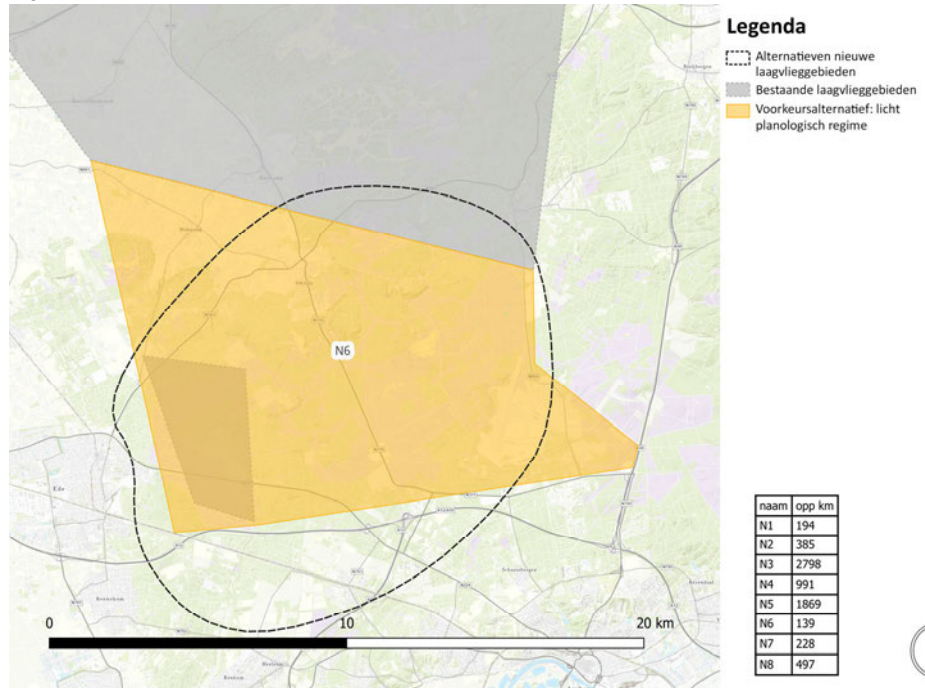 Legenda
Alternatieven nieuwe
laagvlieggebieden
Bestaande laagvlieggebieden
Voorkeursalternatief: licht
planologisch regime
N6
Ede
0
10
20 km
naam opp km
N1 194
N2 385
N3 2798
N4 991
N5 1869
N6 139
N7 228
N8 497